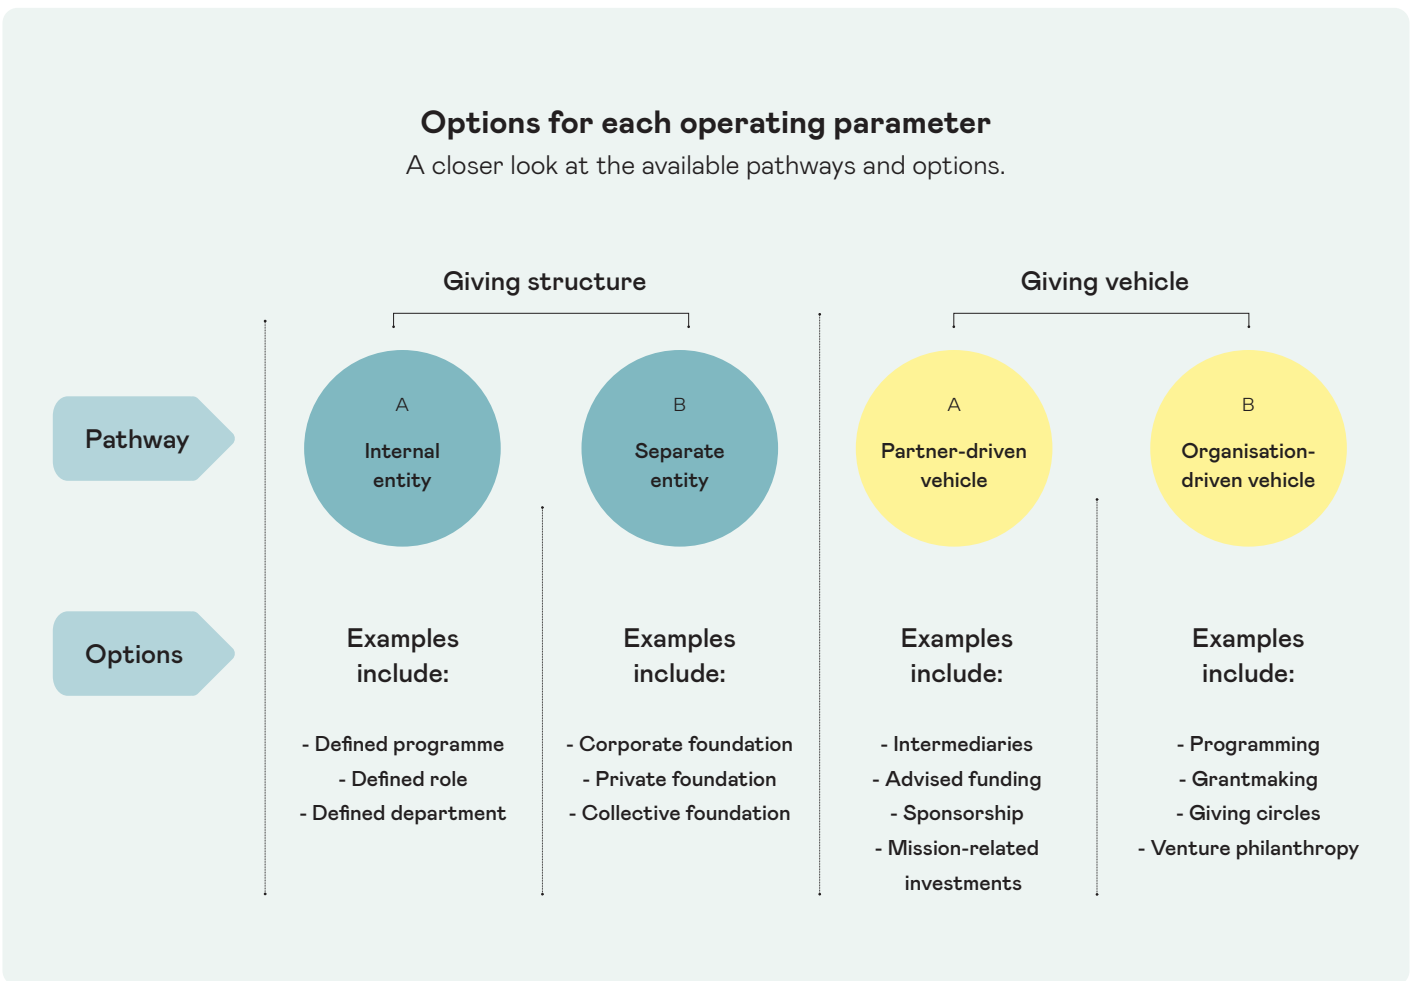 Options for each operating parameter
A closer look at the available pathways and options.
Giving structure
Giving vehicle
Pathway
A
Internal
entity
B
Separate
entity
A
Partner-driven
vehicle
B
Organisation-
driven vehicle
Options
Examples
include:
- Defined programme
- Defined role
- Defined department
Examples
include:
- Corporate foundation
- Private foundation
- Collective foundation
Examples
include:
- Intermediaries
- Advised funding
- Sponsorship
- Mission-related
investments
Examples
include:
- Programming
- Grantmaking
- Giving circles
- Venture philanthropy